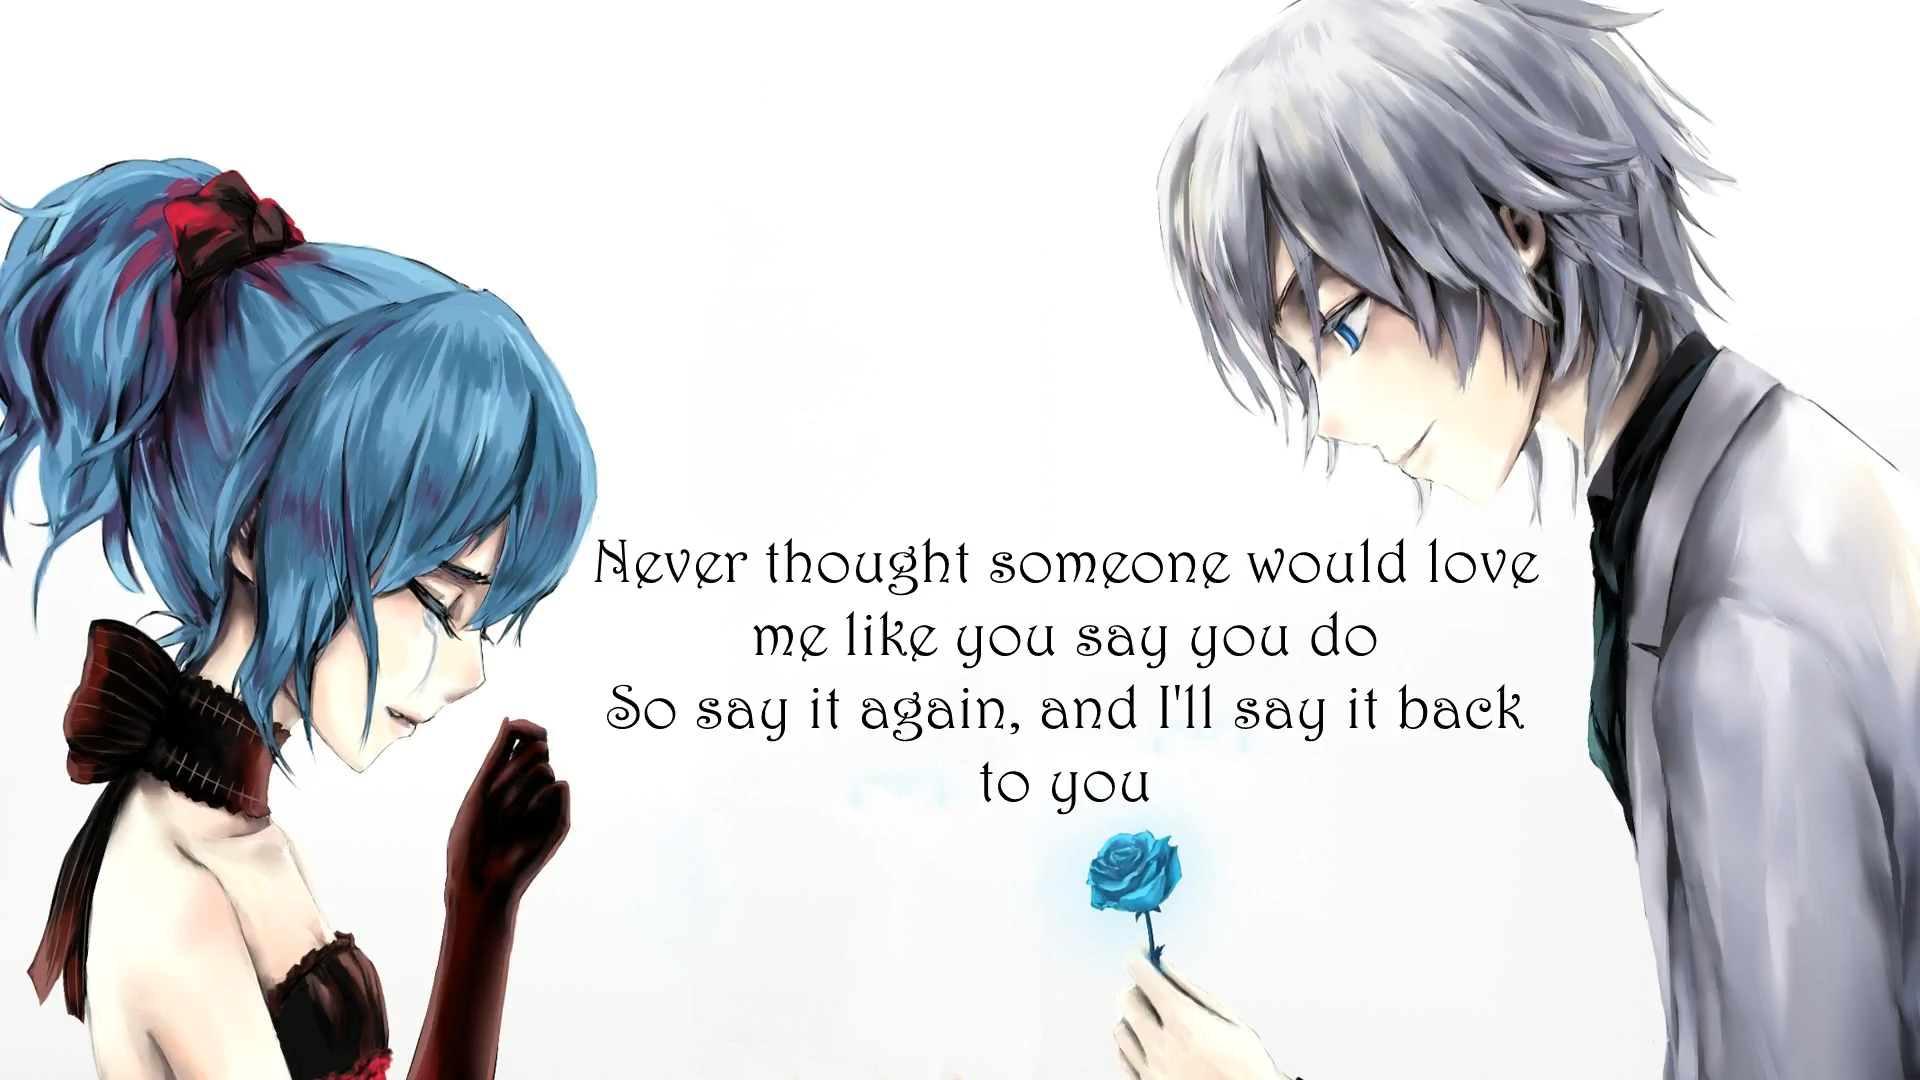 Never thought someone would love
me like you say you do
So say it again, and I'll say it back
to you